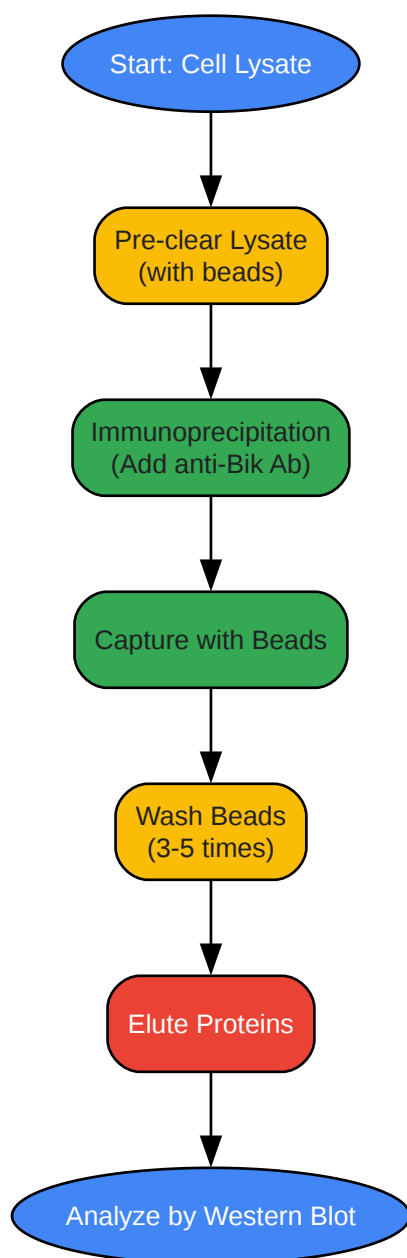 Start: Cell Lysate
Pre-clear Lysate
(with beads)
Immunoprecipitation
(Add anti-Bik Ab)
Capture with Beads
Wash Beads
(3-5 times)
Elute Proteins
Analyze by Western Blot